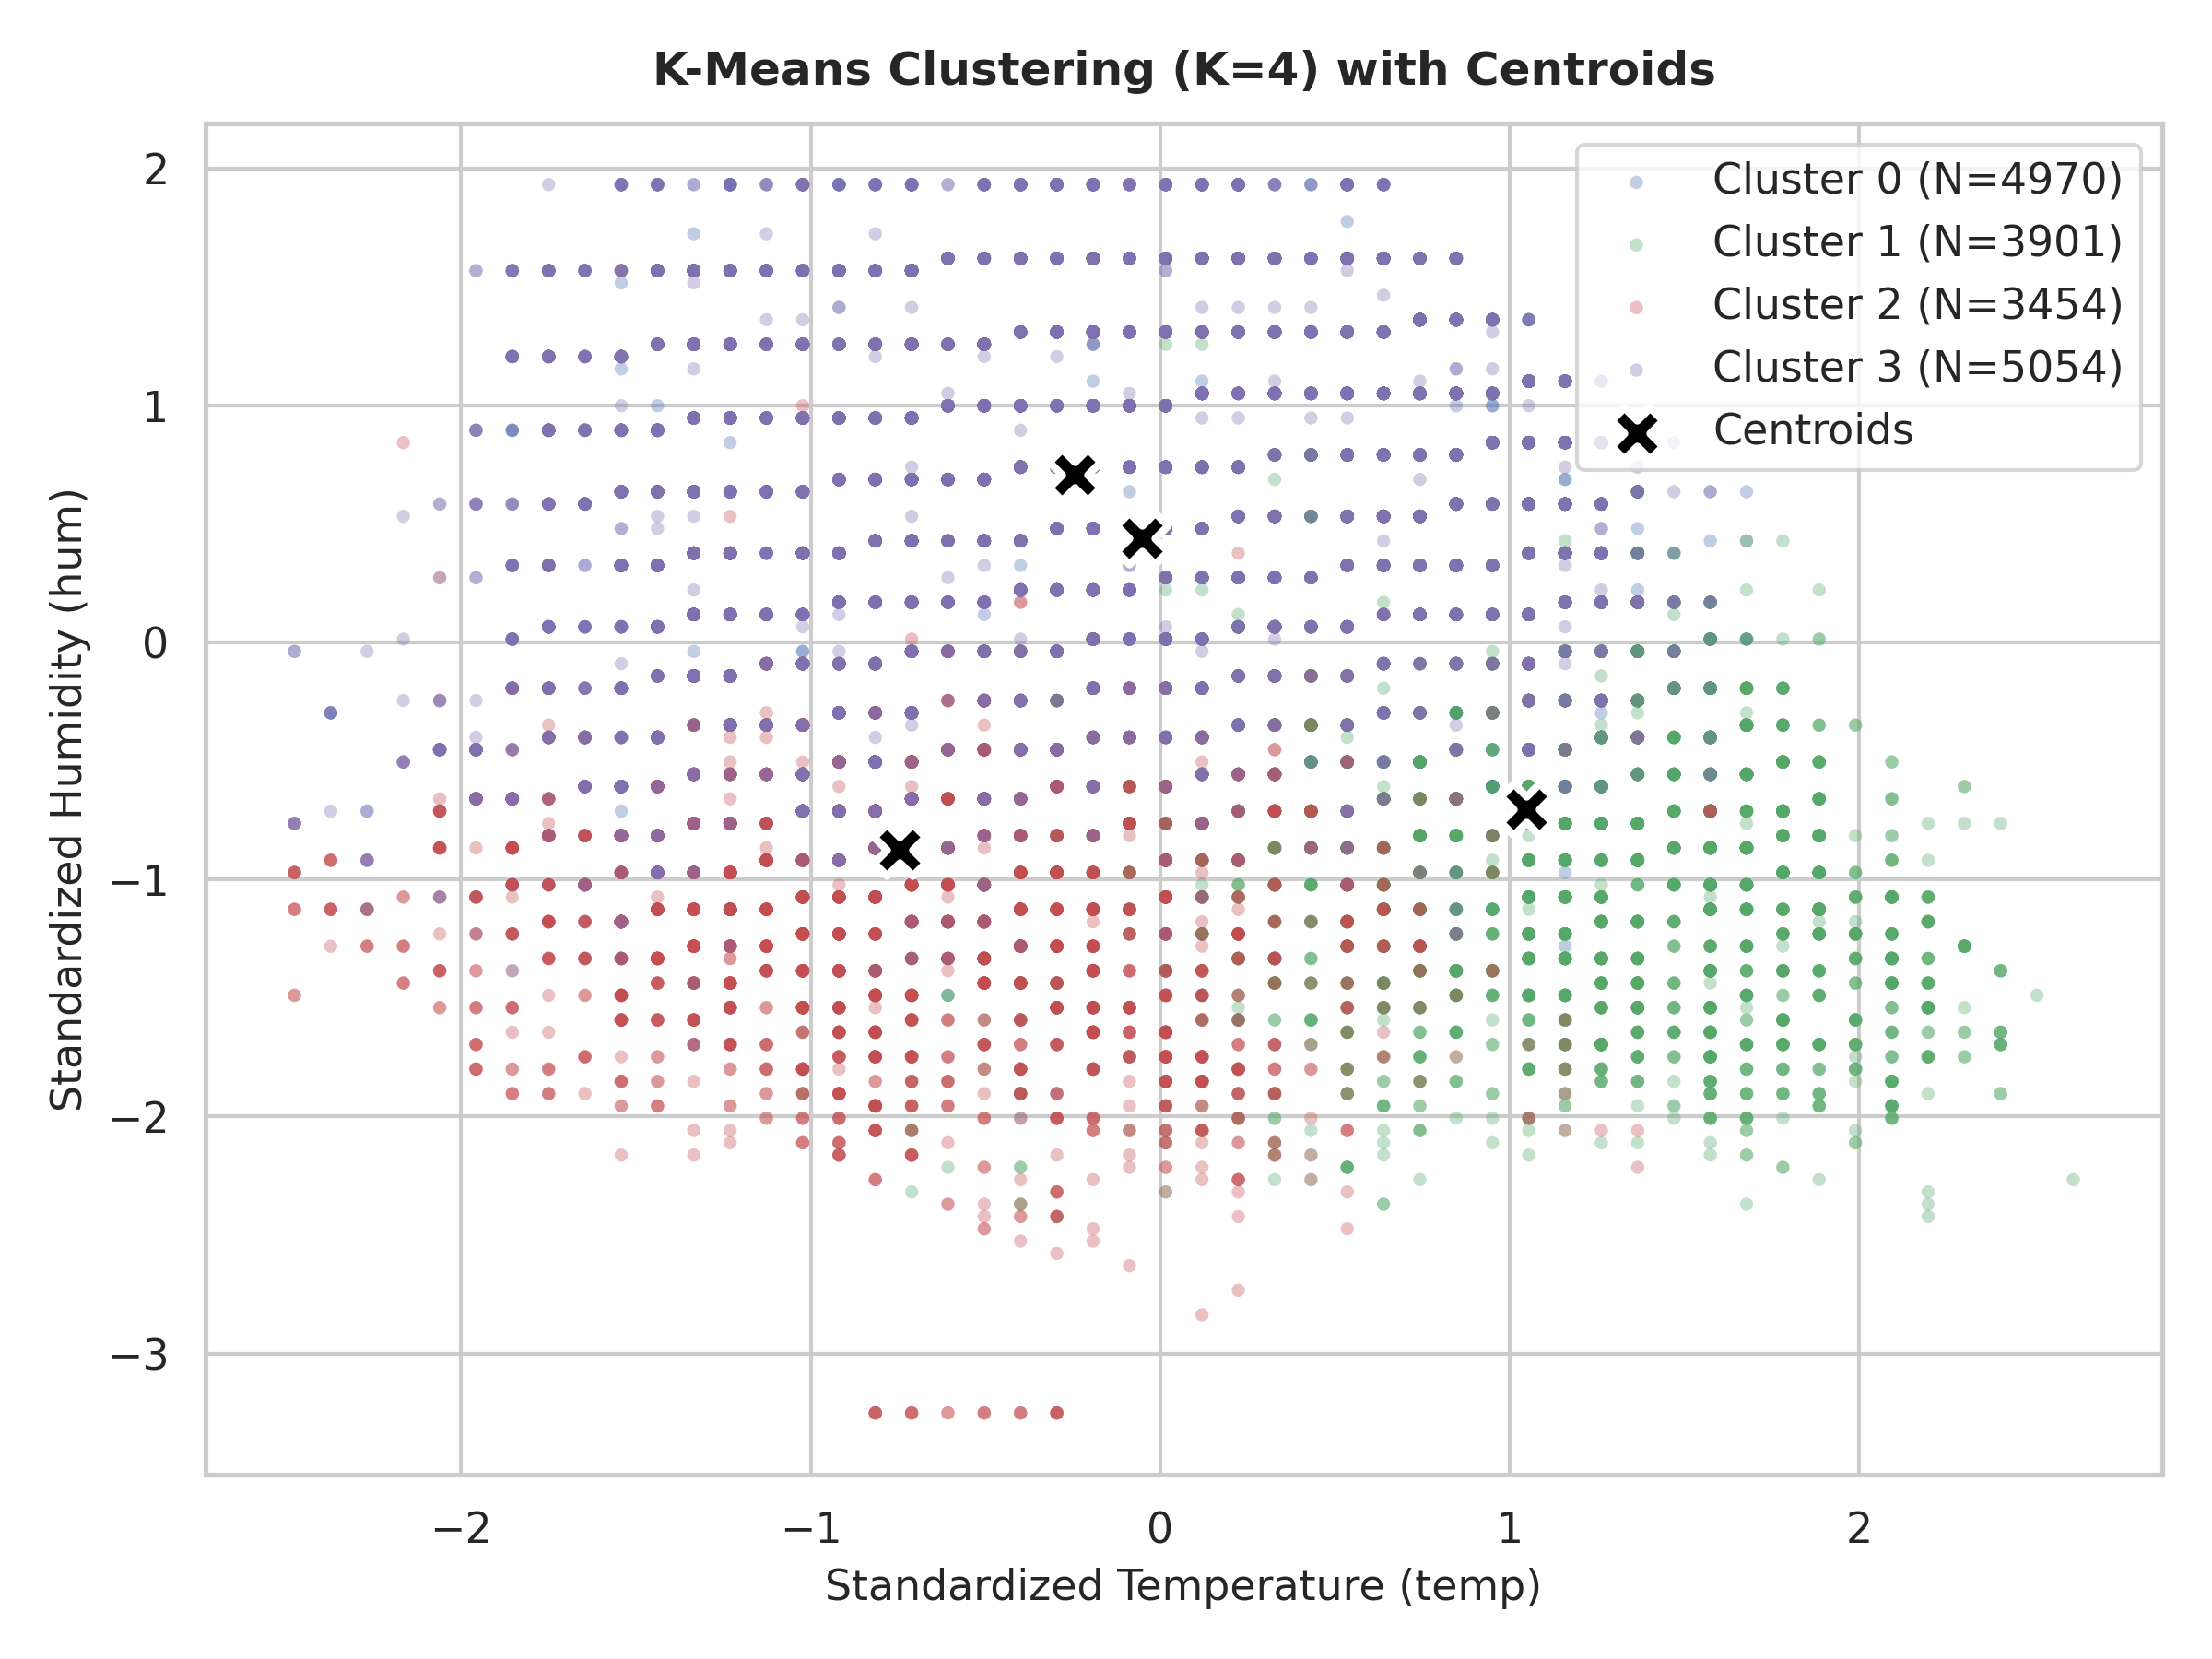 K-Means Clustering (K=4) with Centroids
Cluster 0 (N=4970)
Cluster 1 (N=3901)
Cluster 2 (N=3454)
Cluster 3 (N=5054)
Centroids
2
1
0
−1
−2
−3
Standardized Humidity (hum)
−2
−1
0
1
2
Standardized Temperature (temp)